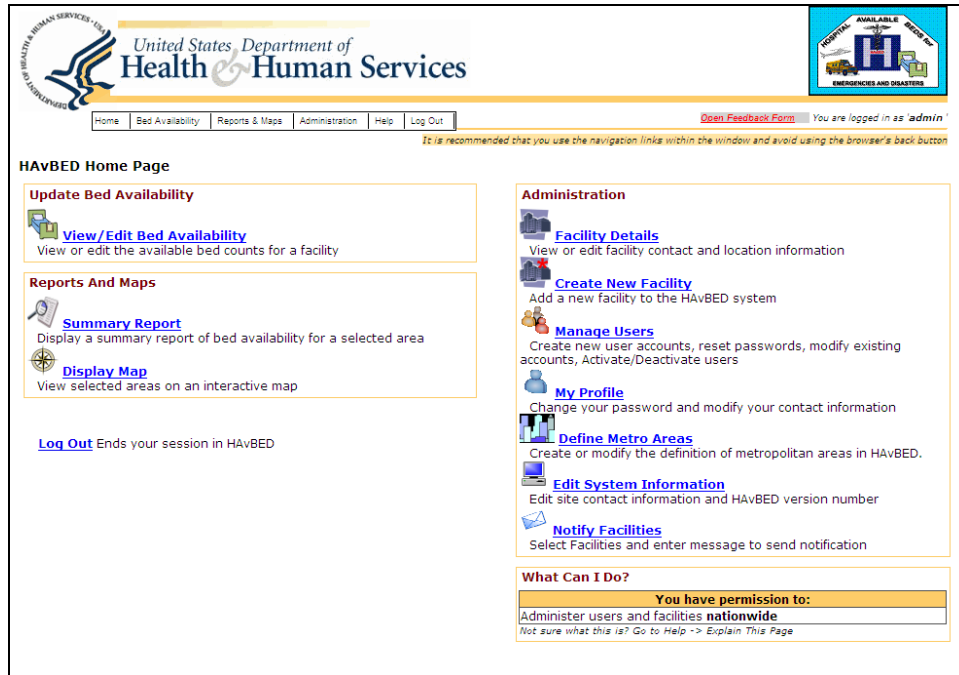 DEPARTMENT OF HEALTH & HUMAN SERVICES · USA
United States Department of
Health & Human Services
HOSPITAL AVAILABLE BEDS for
H
EMERGENCIES AND DISASTERS
Home Bed Availability Reports & Maps Administration Help Log Out
Open Feedback Form You are logged in as 'admin '
It is recommended that you use the navigation links within the window and avoid using the browser's back button
HAvBED Home Page
Update Bed Availability
View/Edit Bed Availability
View or edit the available bed counts for a facility
Reports And Maps
Summary Report
Display a summary report of bed availability for a selected area
Display Map
View selected areas on an interactive map
Log Out Ends your session in HAvBED
Administration
Facility Details
View or edit facility contact and location information
Create New Facility
Add a new facility to the HAvBED system
Manage Users
Create new user accounts, reset passwords, modify existing
accounts, Activate/Deactivate users
My Profile
Change your password and modify your contact information
Define Metro Areas
Create or modify the definition of metropolitan areas in HAvBED.
Edit System Information
Edit site contact information and HAvBED version number
Notify Facilities
Select Facilities and enter message to send notification
What Can I Do?
You have permission to:
Administer users and facilities nationwide
Not sure what this is? Go to Help -> Explain This Page